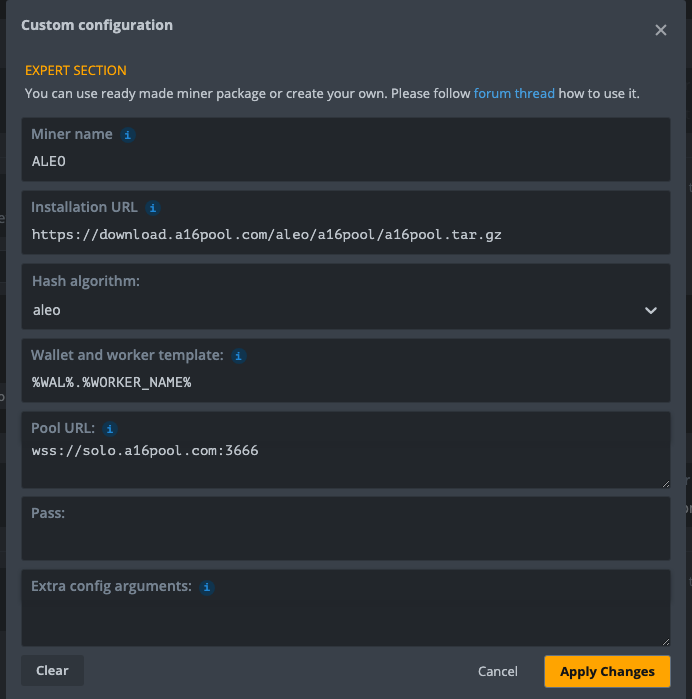 Custom configuration
EXPERT SECTION
You can use ready made miner package or create your own. Please follow forum thread how to use it.
Miner name
ALEO
Installation URL
https://download.a16pool.com/aleo/a16pool/a16pool.tar.gz
Hash algorithm:
aleo
Wallet and worker template:
%WAL%.%WORKER_NAME%
Pool URL:
wss://solo.a16pool.com:3666
Pass:
Extra config arguments:
Clear
Cancel
Apply Changes